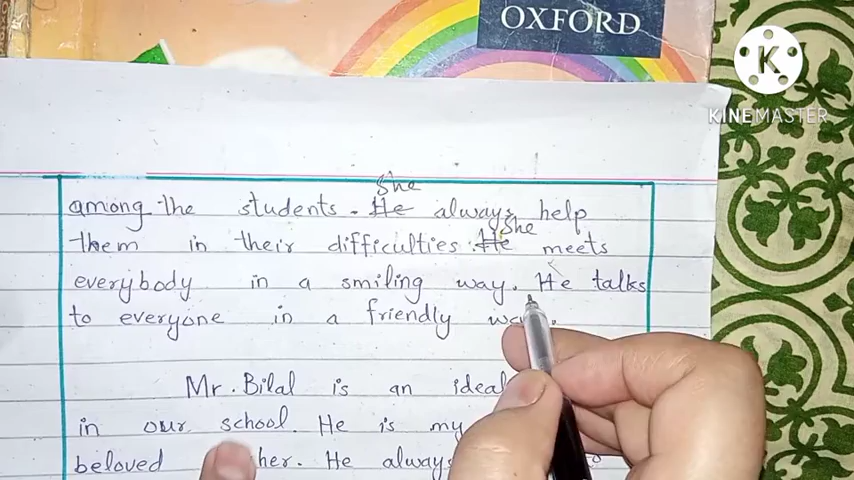 OXFORD
K
KINEMASTER
She
among the students. He always help
She
them in their difficulties. He meets
everybody in a smiling way. He talks
to everyone in a friendly
Mr. Bilal is an ideal
in our school. He is my
beloved He always